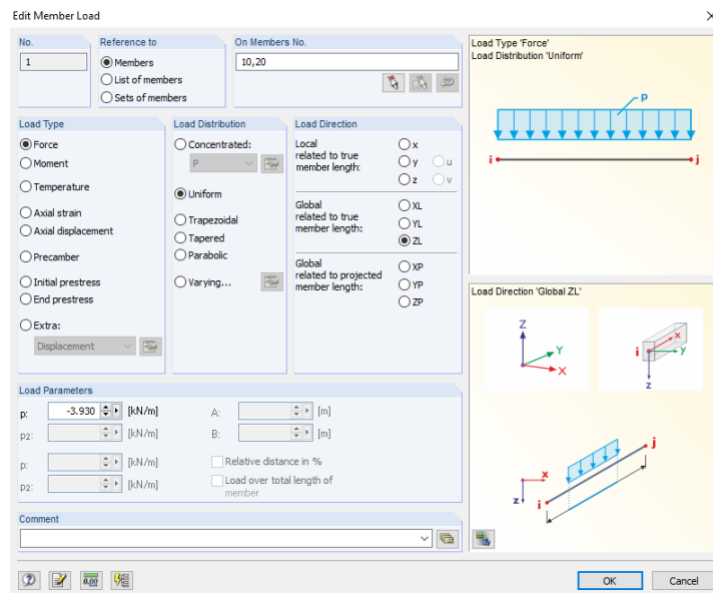 Edit Member Load
No.
Reference to
On Members No.
1
Members
List of members
Sets of members
10,20
Load Type
Force
Moment
Temperature
Axial strain
Axial displacement
Precamber
Initial prestress
End prestress
Extra:
Displacement
Load Distribution
Concentrated:
P
Uniform
Trapezoidal
Tapered
Parabolic
Varying...
Load Direction
Local
related to true
member length:
x
y
u
z
v
Global
related to true
member length:
XL
YL
ZL
Global
related to projected
member length:
XP
YP
ZP
Load Parameters
p: -3.930 [kN/m]
A: [m]
p2: [kN/m]
B: [m]
p: [kN/m]
Relative distance in %
p2: [kN/m]
Load over total length of
member
Comment
Load Type 'Force'
Load Distribution 'Uniform'
p
i
j
Load Direction 'Global ZL'
Z
Y
X
x
i
y
z
j
x
z
i
0.00
OK
Cancel